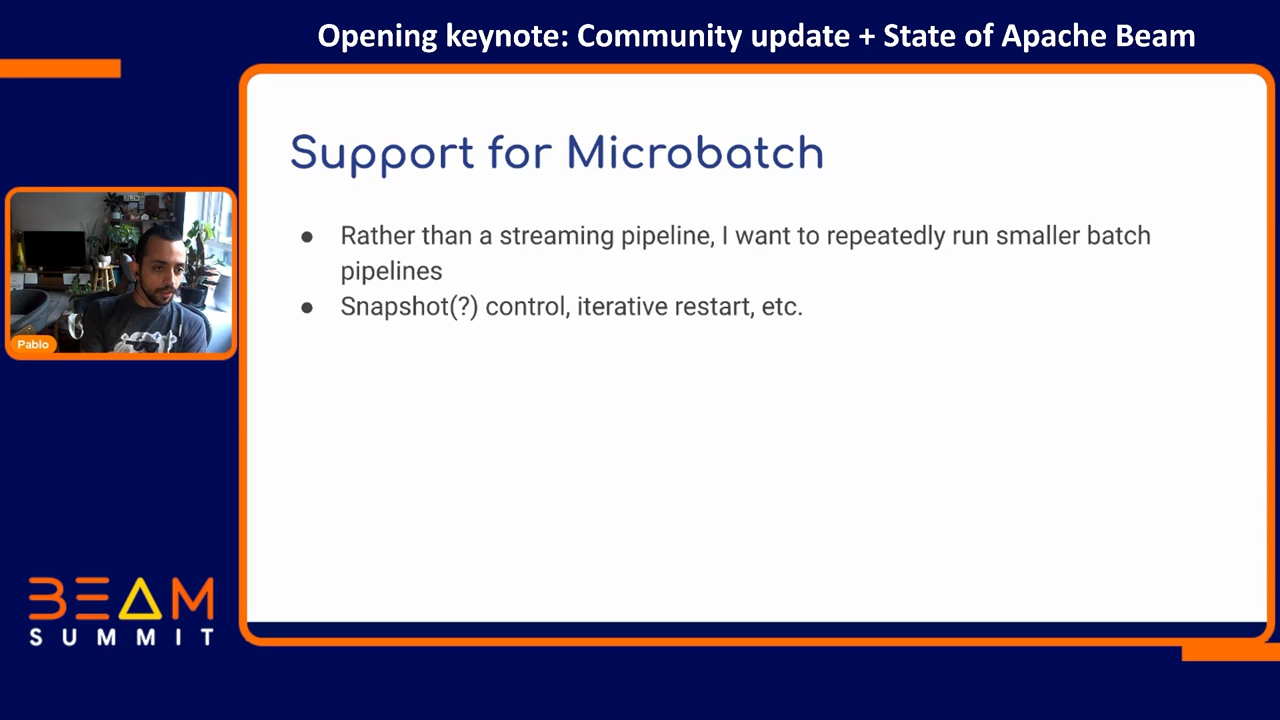 Opening keynote: Community update + State of Apache Beam
Support for Microbatch
● Rather than a streaming pipeline, I want to repeatedly run smaller batch
pipelines
● Snapshot(?) control, iterative restart, etc.
Pablo
BEAM
SUMMIT